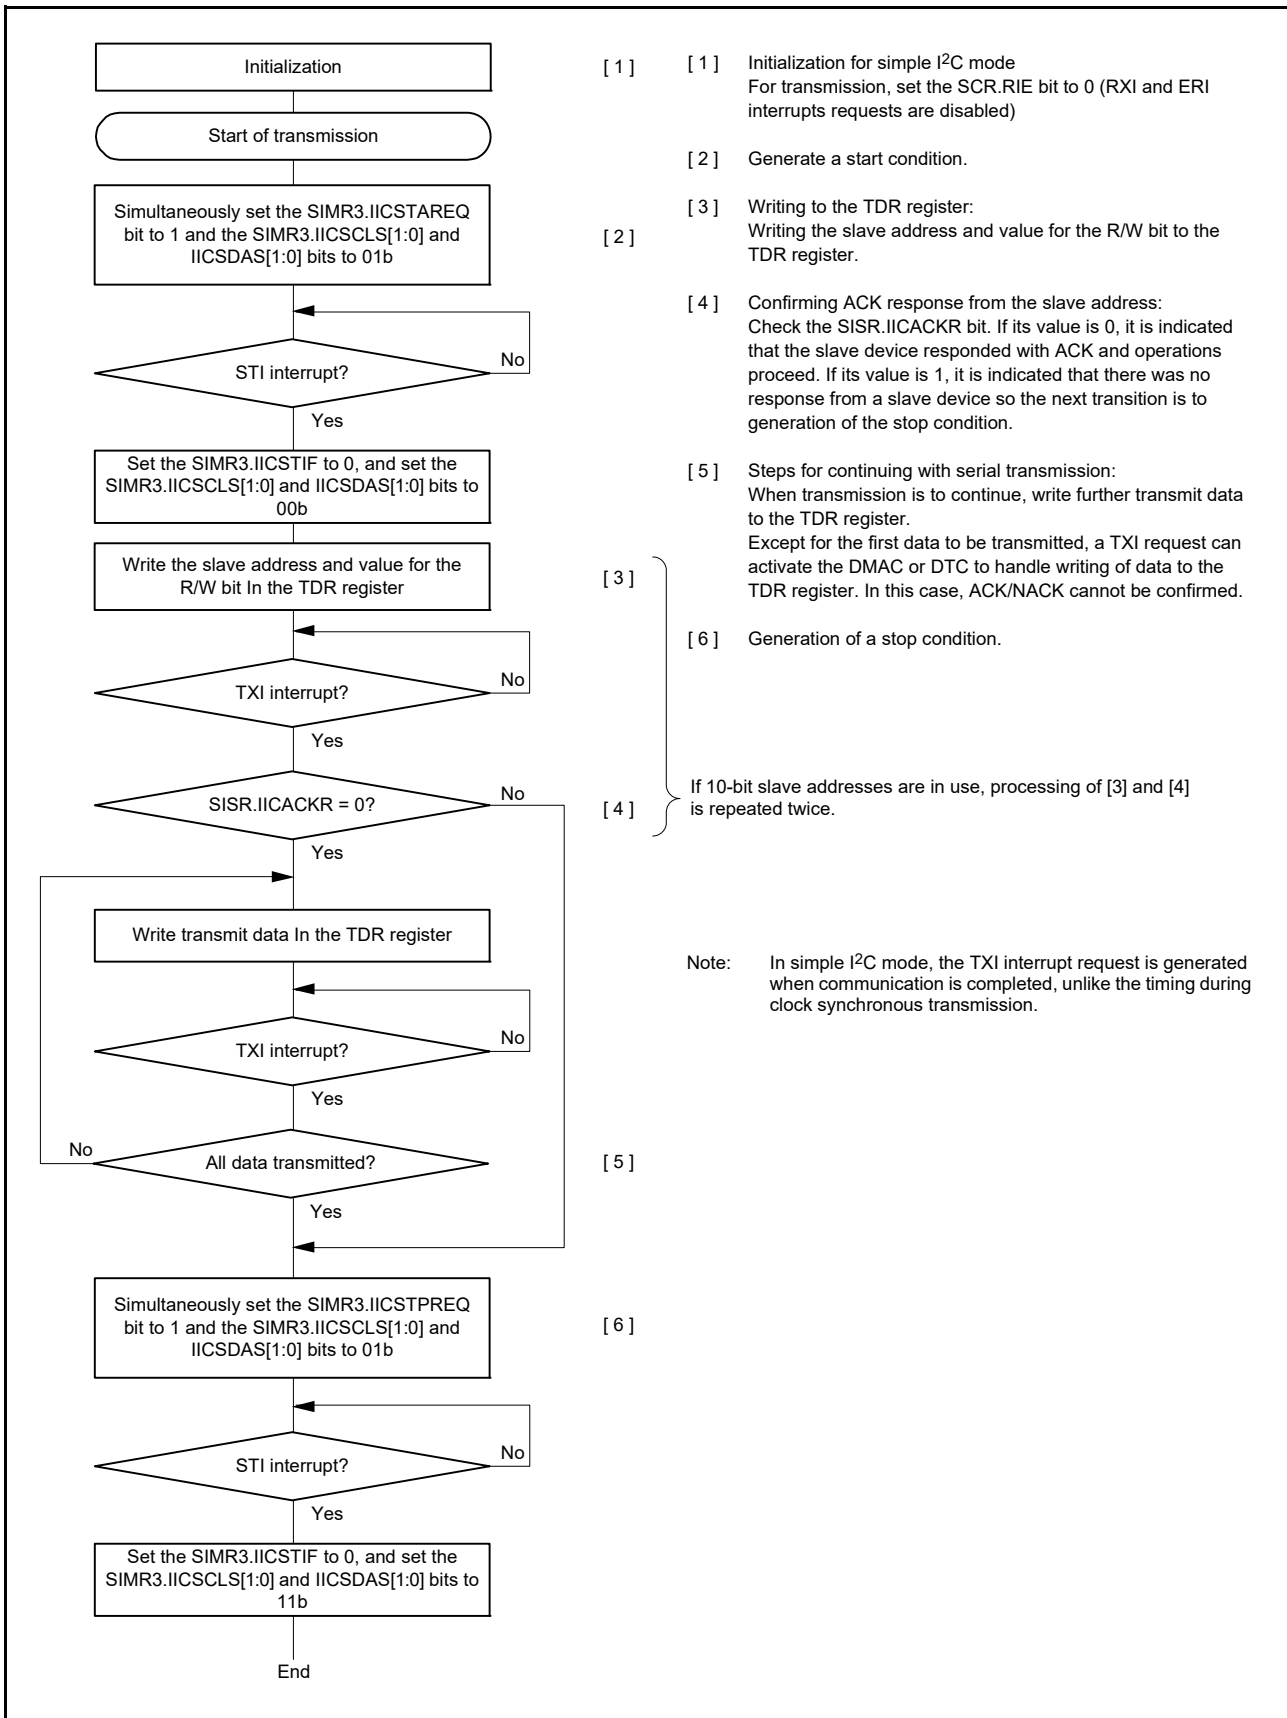 Initialization
[ 1 ]
Start of transmission
Simultaneously set the SIMR3.IICSTAREQ
bit to 1 and the SIMR3.IICSCLS[1:0] and
IICSDAS[1:0] bits to 01b
[ 2 ]
STI interrupt?
No
Yes
Set the SIMR3.IICSTIF to 0, and set the
SIMR3.IICSCLS[1:0] and IICSDAS[1:0] bits to
00b
Write the slave address and value for the
R/W bit In the TDR register
[ 3 ]
TXI interrupt?
No
Yes
SISR.IICACKR = 0?
No
[ 4 ]
Yes
Write transmit data In the TDR register
TXI interrupt?
No
Yes
No
All data transmitted?
[ 5 ]
Yes
Simultaneously set the SIMR3.IICSTPREQ
bit to 1 and the SIMR3.IICSCLS[1:0] and
IICSDAS[1:0] bits to 01b
[ 6 ]
STI interrupt?
No
Yes
Set the SIMR3.IICSTIF to 0, and set the
SIMR3.IICSCLS[1:0] and IICSDAS[1:0] bits to
11b
End
[ 1 ] Initialization for simple I2C mode
For transmission, set the SCR.RIE bit to 0 (RXI and ERI
interrupts requests are disabled)
[ 2 ] Generate a start condition.
[ 3 ] Writing to the TDR register:
Writing the slave address and value for the R/W bit to the
TDR register.
[ 4 ] Confirming ACK response from the slave address:
Check the SISR.IICACKR bit. If its value is 0, it is indicated
that the slave device responded with ACK and operations
proceed. If its value is 1, it is indicated that there was no
response from a slave device so the next transition is to
generation of the stop condition.
[ 5 ] Steps for continuing with serial transmission:
When transmission is to continue, write further transmit data
to the TDR register.
Except for the first data to be transmitted, a TXI request can
activate the DMAC or DTC to handle writing of data to the
TDR register. In this case, ACK/NACK cannot be confirmed.
[ 6 ] Generation of a stop condition.
If 10-bit slave addresses are in use, processing of [3] and [4]
is repeated twice.
Note: In simple I2C mode, the TXI interrupt request is generated
when communication is completed, unlike the timing during
clock synchronous transmission.